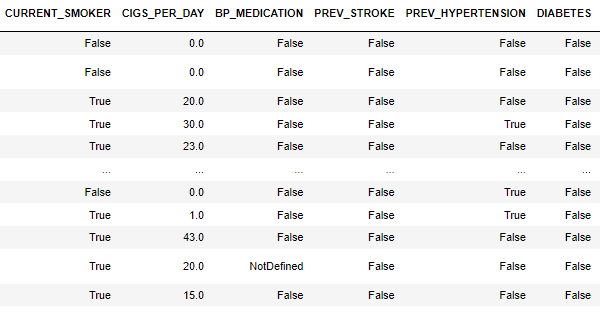 CURRENT_SMOKER CIGS_PER_DAY BP_MEDICATION PREV_STROKE PREV_HYPERTENSION DIABETES
False 0.0 False False False False
False 0.0 False False False False
True 20.0 False False False False
True 30.0 False False True False
True 23.0 False False False False
... ... ... ... ... ...
False 0.0 False False True False
True 1.0 False False True False
True 43.0 False False False False
True 20.0 NotDefined False False False
True 15.0 False False False False